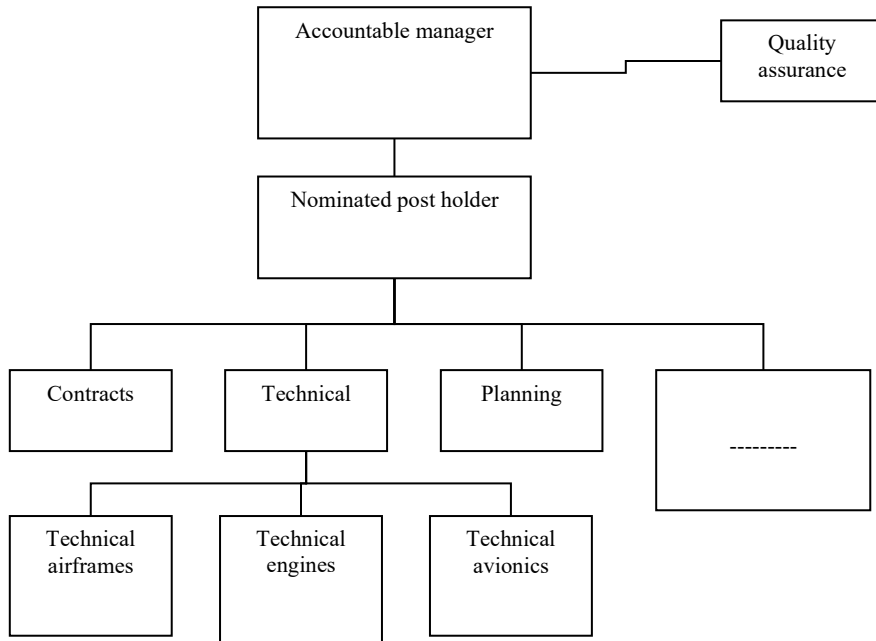 Accountable manager
Quality
assurance
Nominated post holder
Contracts
Technical
Planning
---------
Technical
airframes
Technical
engines
Technical
avionics